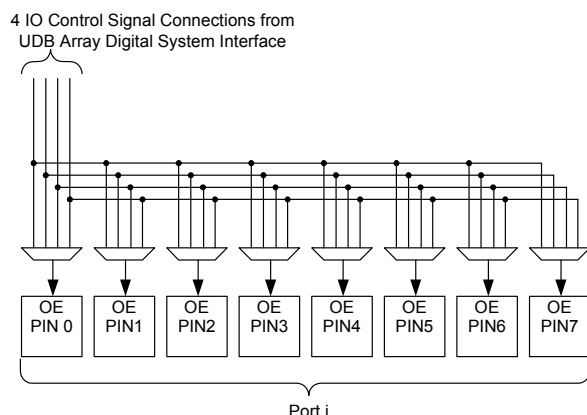 4 IO Control Signal Connections from
UDB Array Digital System Interface
OE OE OE OE OE OE OE OE
PIN 0 PIN1 PIN2 PIN3 PIN4 PIN5 PIN6 PIN7
Port i